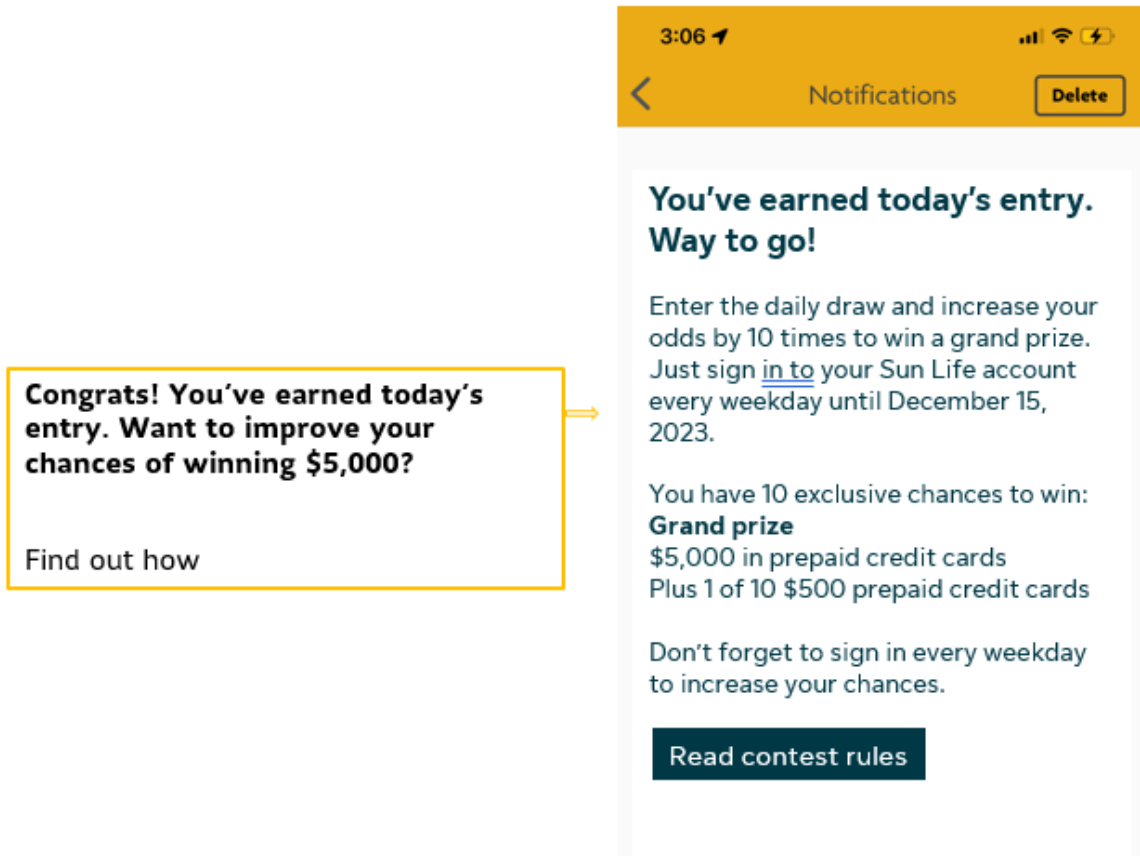 Congrats! You've earned today's
entry. Want to improve your
chances of winning $5,000?
Find out how
3:06
Notifications
Delete
You've earned today's entry.
Way to go!
Enter the daily draw and increase your
odds by 10 times to win a grand prize.
Just sign in to your Sun Life account
every weekday until December 15,
2023.
You have 10 exclusive chances to win:
Grand prize
$5,000 in prepaid credit cards
Plus 1 of 10 $500 prepaid credit cards
Don't forget to sign in every weekday
to increase your chances.
Read contest rules